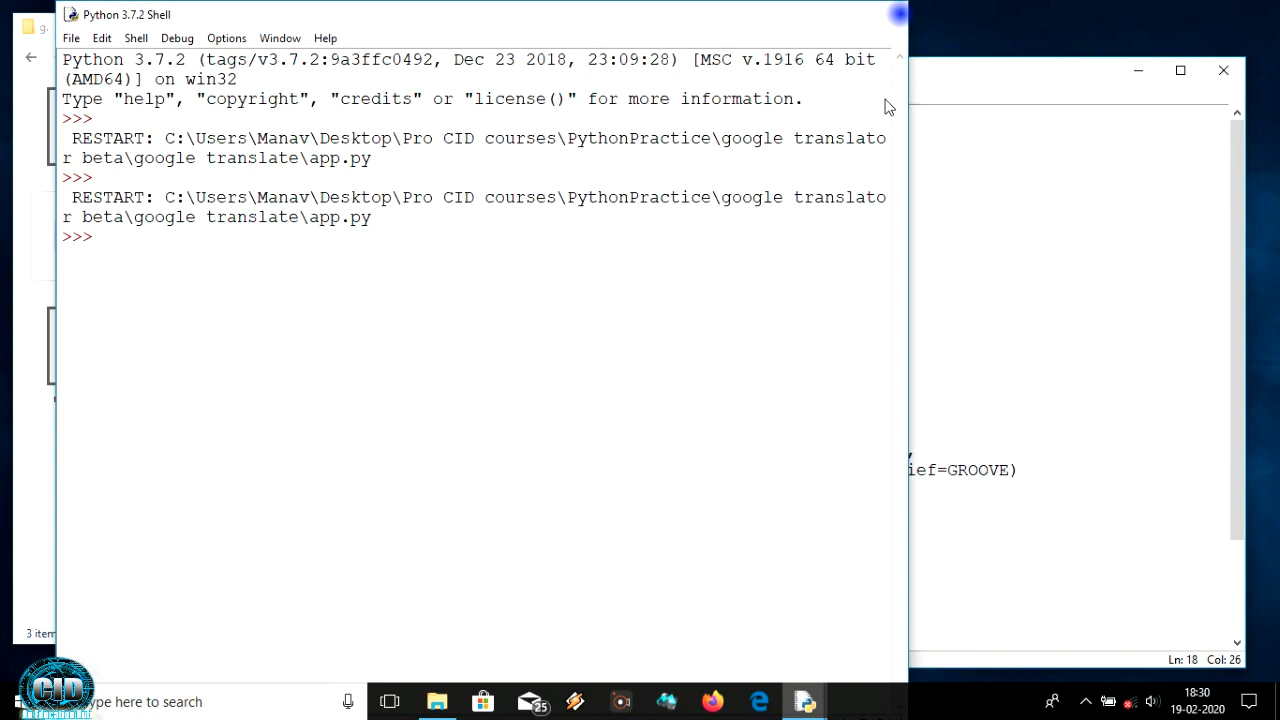 g.
Python 3.7.2 Shell
File Edit Shell Debug Options Window Help
Python 3.7.2 (tags/v3.7.2:9a3ffc0492, Dec 23 2018, 23:09:28) [MSC v.1916 64 bit
(AMD64)] on win32
Type "help", "copyright", "credits" or "license()" for more information.
>>>
RESTART: C:\Users\Manav\Desktop\Pro CID courses\PythonPractice\google translato
r beta\google translate\app.py
>>>
RESTART: C:\Users\Manav\Desktop\Pro CID courses\PythonPractice\google translato
r beta\google translate\app.py
>>>
ief=GROOVE)
3 item
Ln: 18 Col: 26
CID
ype here to search
25
18:30
19-02-2020